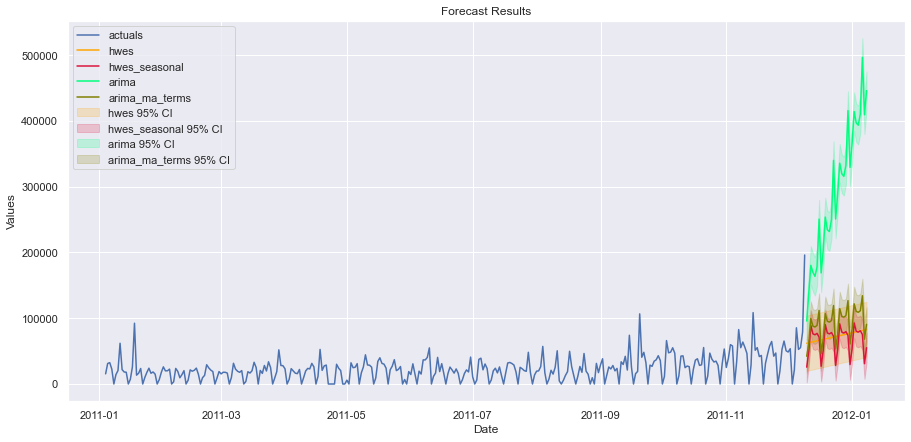 Forecast Results
actuals
hwes
hwes_seasonal
arima
arima_ma_terms
hwes 95% CI
hwes_seasonal 95% CI
arima 95% CI
arima_ma_terms 95% CI
500000
400000
300000
200000
100000
0
Values
2011-01 2011-03 2011-05 2011-07 2011-09 2011-11 2012-01
Date